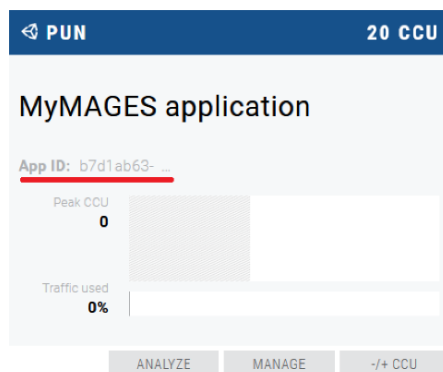 PUN 20 CCU
MyMAGES application
App ID: b7d1ab63- ...
Peak CCU
0
Traffic used
0%
ANALYZE MANAGE -/+ CCU